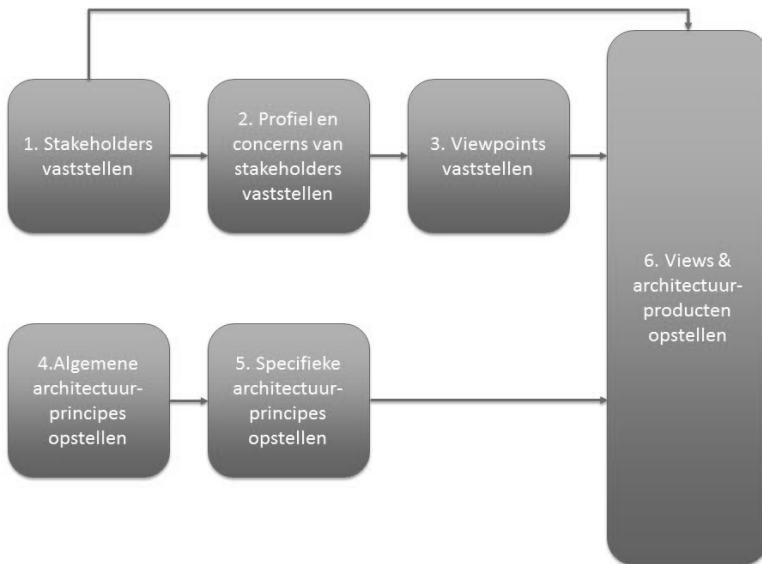 1. Stakeholders
vaststellen
2. Profiel en
concerns van
stakeholders
vaststellen
3. Viewpoints
vaststellen
4.Algemene
architectuur-
principes
opstellen
5. Specifieke
architectuur-
principes
opstellen
6. Views &
architectuur-
producten
opstellen